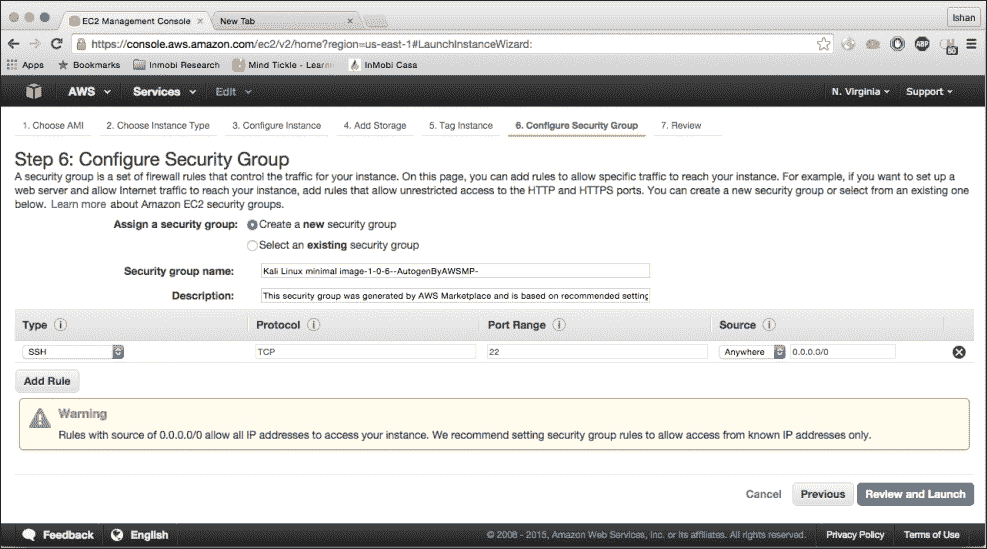 EC2 Management Console
New Tab
Ishan
https://console.aws.amazon.com/ec2/v2/home?region=us-east-1#LaunchInstanceWizard:
ABP
50
Apps
Bookmarks
Inmobi Research
Mind Tickle - Learni
InMobi Casa
AWS
Services
Edit
N. Virginia
Support
1. Choose AMI
2. Choose Instance Type
3. Configure Instance
4. Add Storage
5. Tag Instance
6. Configure Security Group
7. Review
Step 6: Configure Security Group
A security group is a set of firewall rules that control the traffic for your instance. On this page, you can add rules to allow specific traffic to reach your instance. For example, if you want to set up a
web server and allow Internet traffic to reach your instance, add rules that allow unrestricted access to the HTTP and HTTPS ports. You can create a new security group or select from an existing one
below. Learn more about Amazon EC2 security groups.
Assign a security group:
Create a new security group
Select an existing security group
Security group name:
Kali Linux minimal image-1-0-6--AutogenByAWSMP-
Description:
This security group was generated by AWS Marketplace and is based on recommended setting
Type
Protocol
Port Range
Source
SSH
TCP
22
Anywhere
0.0.0.0/0
Add Rule
Warning
Rules with source of 0.0.0.0/0 allow all IP addresses to access your instance. We recommend setting security group rules to allow access from known IP addresses only.
Cancel
Previous
Review and Launch
Feedback
English
© 2008 - 2015, Amazon Web Services, Inc. or its affiliates. All rights reserved.
Privacy Policy
Terms of Use